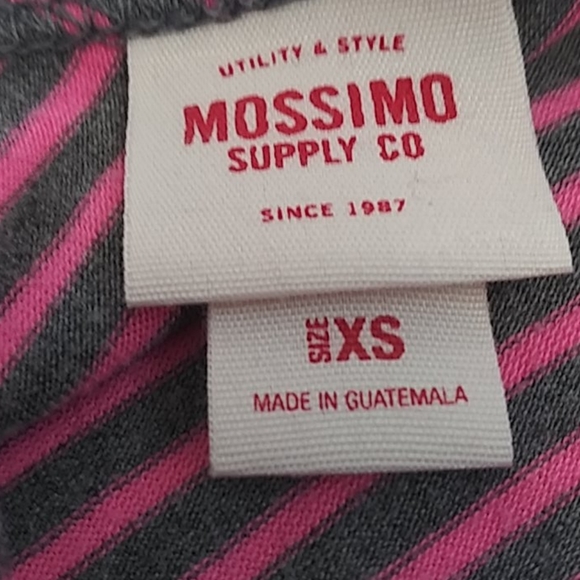 UTILITY & STYLE
MOSSIMO
SUPPLY CO
SINCE 1987
SIZE XS
MADE IN GUATEMALA